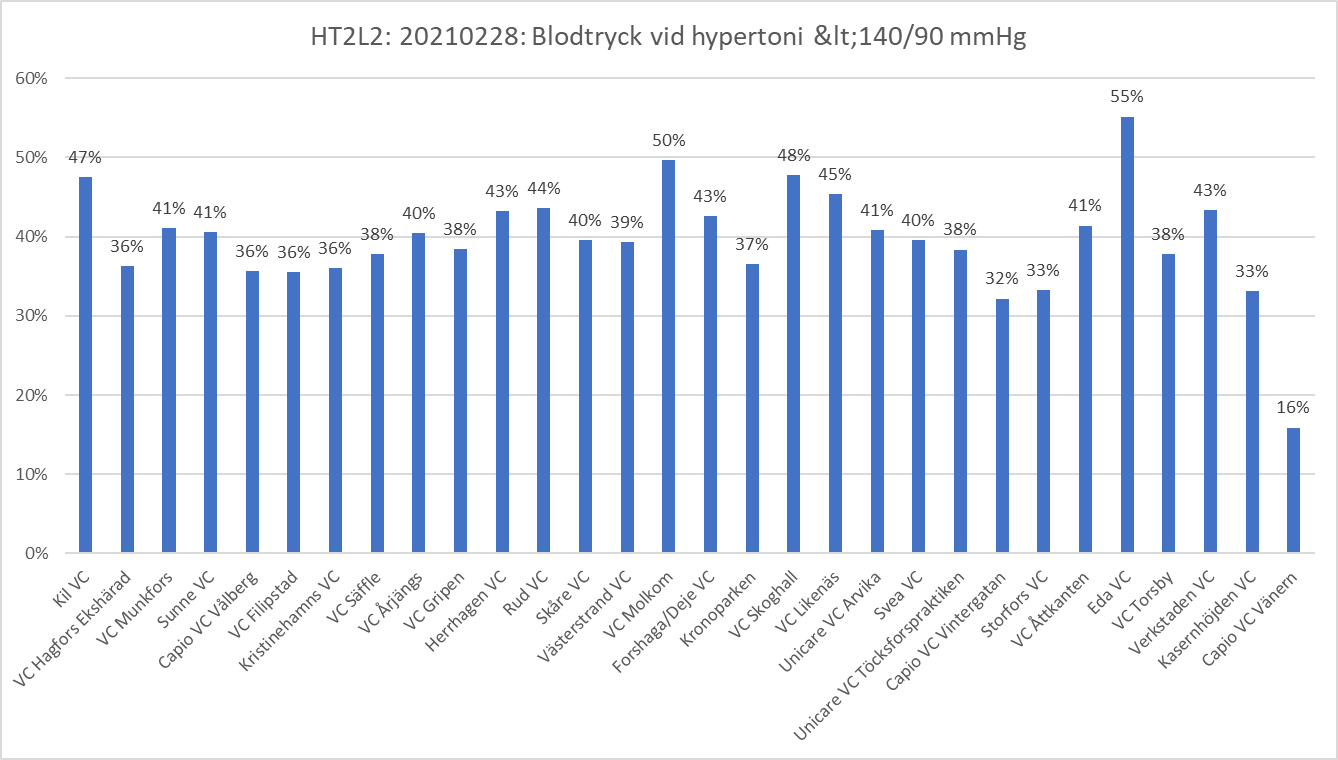 HT2L2: 20210228: Blodtryck vid hypertoni &lt;140/90 mmHg
60%
50%
40%
30%
20%
10%
0%
47%
36%
41%
41%
36%
36%
36%
38%
40%
38%
43%
44%
40%
39%
50%
43%
37%
48%
45%
41%
40%
38%
32%
33%
41%
55%
38%
43%
33%
16%
Kil VC
VC Hagfors Ekshärad
VC Munkfors
Sunne VC
Capio VC Vålberg
VC Filipstad
Kristinehamns VC
VC Säffle
VC Årjängs
VC Gripen
Herrhagen VC
Rud VC
Skåre VC
Västerstrand VC
VC Molkom
Forshaga/Deje VC
Kronoparken
VC Skoghall
VC Likenäs
Unicare VC Arvika
Svea VC
Unicare VC Töcksforspraktiken
Capio VC Vintergatan
Storfors VC
VC Åttkanten
Eda VC
VC Torsby
Verkstaden VC
Kasernhöjden VC
Capio VC Vänern